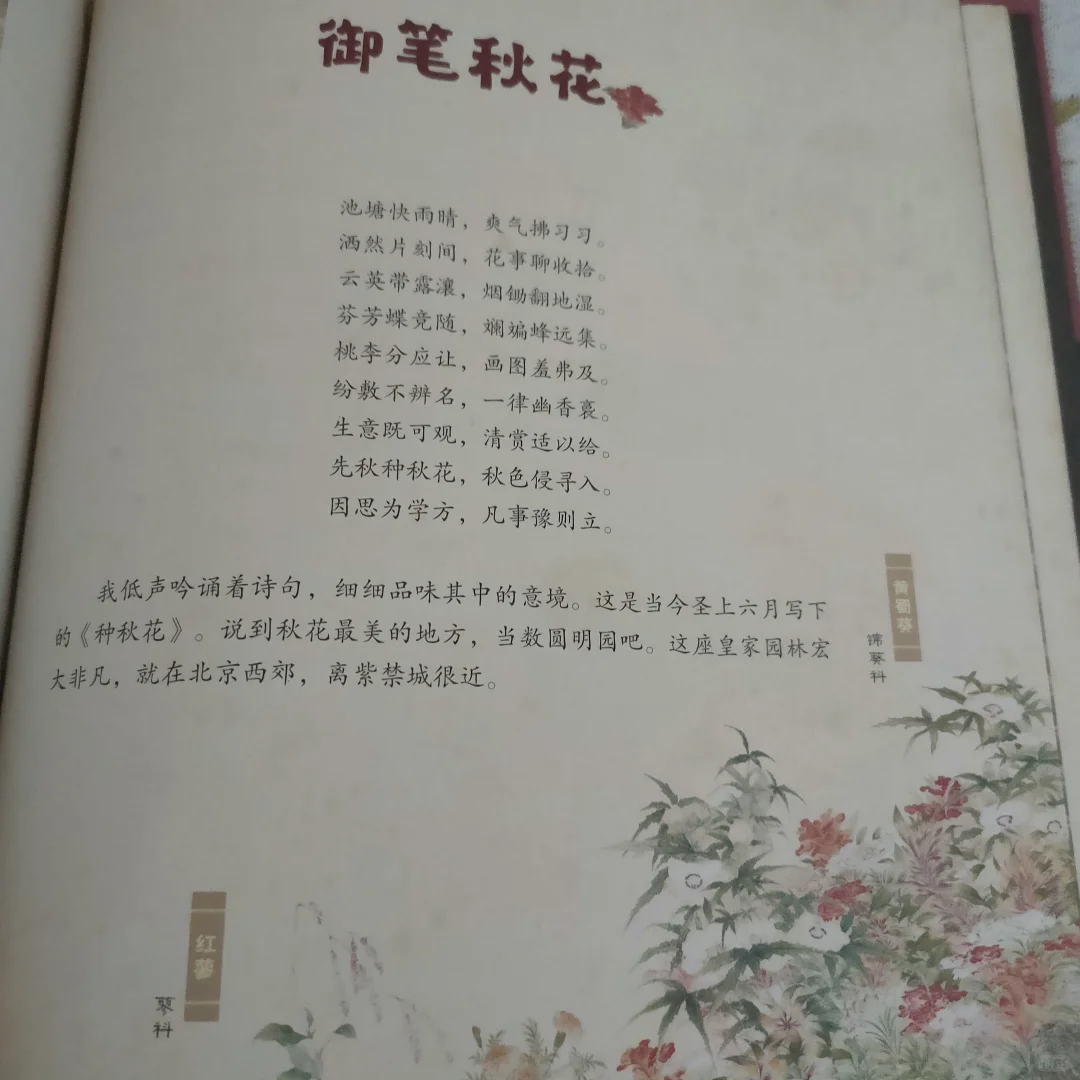 御笔秋花
池塘快雨晴，爽气拂习习。
洒然片刻间，花事聊收拾。
云英带露瀼，烟锄翻地湿。
芬芳蝶竞随，斓斒蜂远集。
桃李分应让，画图羞弗及。
纷敷不辨名，一律幽香裛。
生意既可观，清赏适以给。
先秋种秋花，秋色侵寻入。
因思为学方，凡事豫则立。
我低声吟诵着诗句，细细品味其中的意境。这是当今圣上六月写下
的《种秋花》。说到秋花最美的地方，当数圆明园吧。这座皇家园林宏
大非凡，就在北京西郊，离紫禁城很近。
黄蜀葵
锦葵科
红蓼
蓼科